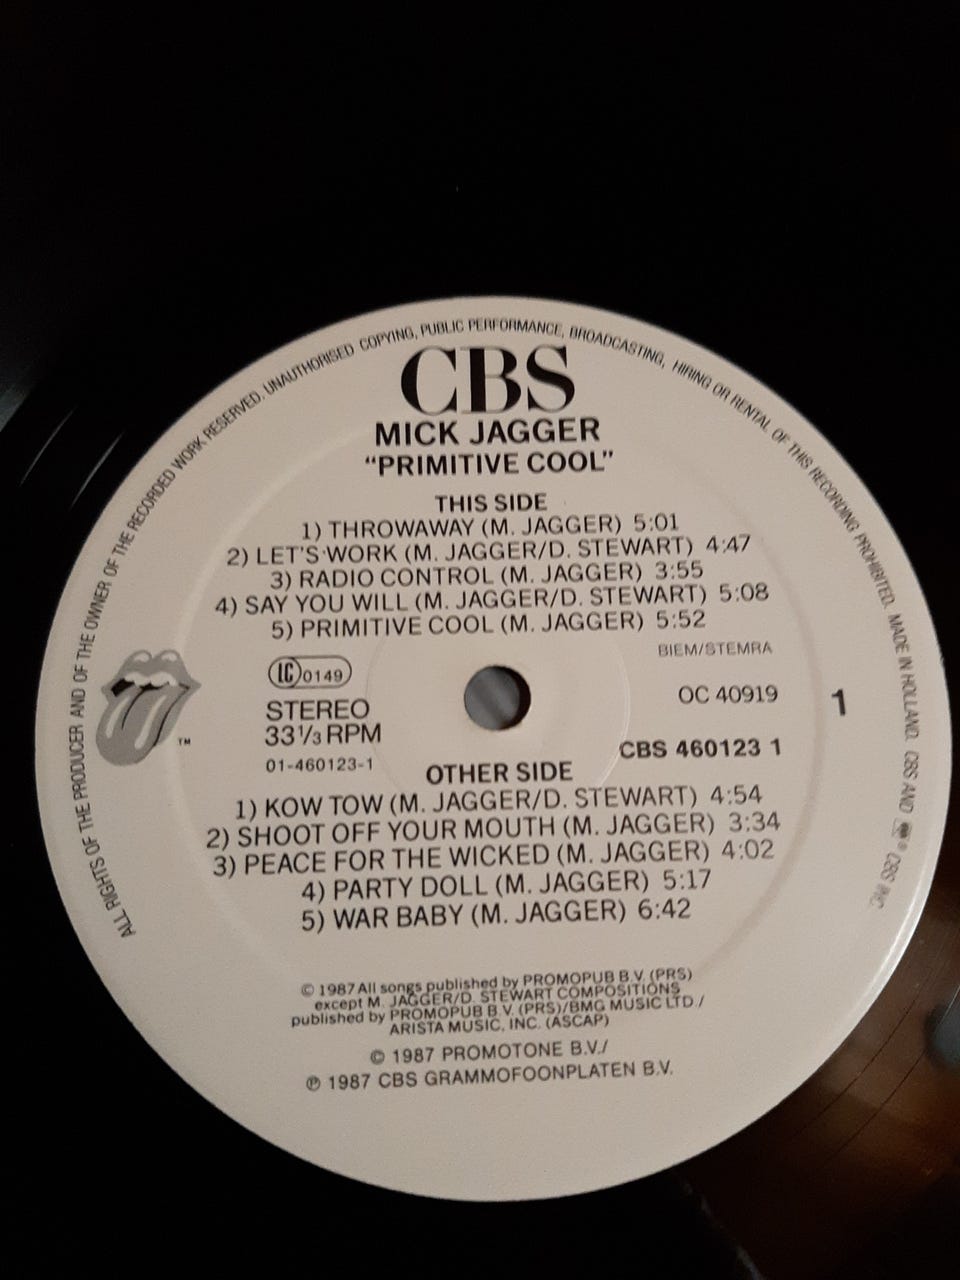 ALL RIGHTS OF THE PRODUCER AND OF THE OWNER OF THE RECORDED WORK RESERVED. UNAUTHORISED COPYING, PUBLIC PERFORMANCE, BROADCASTING, HIRING OR RENTAL OF THIS RECORDING PROHIBITED. MADE IN HOLLAND. CBS AND ® CBS INC.
CBS
MICK JAGGER
"PRIMITIVE COOL"
THIS SIDE
1) THROWAWAY (M. JAGGER) 5:01
2) LET'S WORK (M. JAGGER/D. STEWART) 4:47
3) RADIO CONTROL (M. JAGGER) 3:55
4) SAY YOU WILL (M. JAGGER/D. STEWART) 5:08
5) PRIMITIVE COOL (M. JAGGER) 5:52
BIEM/STEMRA
LC 0149
OC 40919
1
STEREO
33⅓ RPM
TM
CBS 460123 1
01-460123-1
OTHER SIDE
1) KOW TOW (M. JAGGER/D. STEWART) 4:54
2) SHOOT OFF YOUR MOUTH (M. JAGGER) 3:34
3) PEACE FOR THE WICKED (M. JAGGER) 4:02
4) PARTY DOLL (M. JAGGER) 5:17
5) WAR BABY (M. JAGGER) 6:42
© 1987 All songs published by PROMOPUB B.V. (PRS)
except M. JAGGER/D. STEWART COMPOSITIONS
published by PROMOPUB B.V. (PRS)/BMG MUSIC LTD./
ARISTA MUSIC, INC. (ASCAP)
© 1987 PROMOTONE B.V./
℗ 1987 CBS GRAMMOFOONPLATEN B.V.